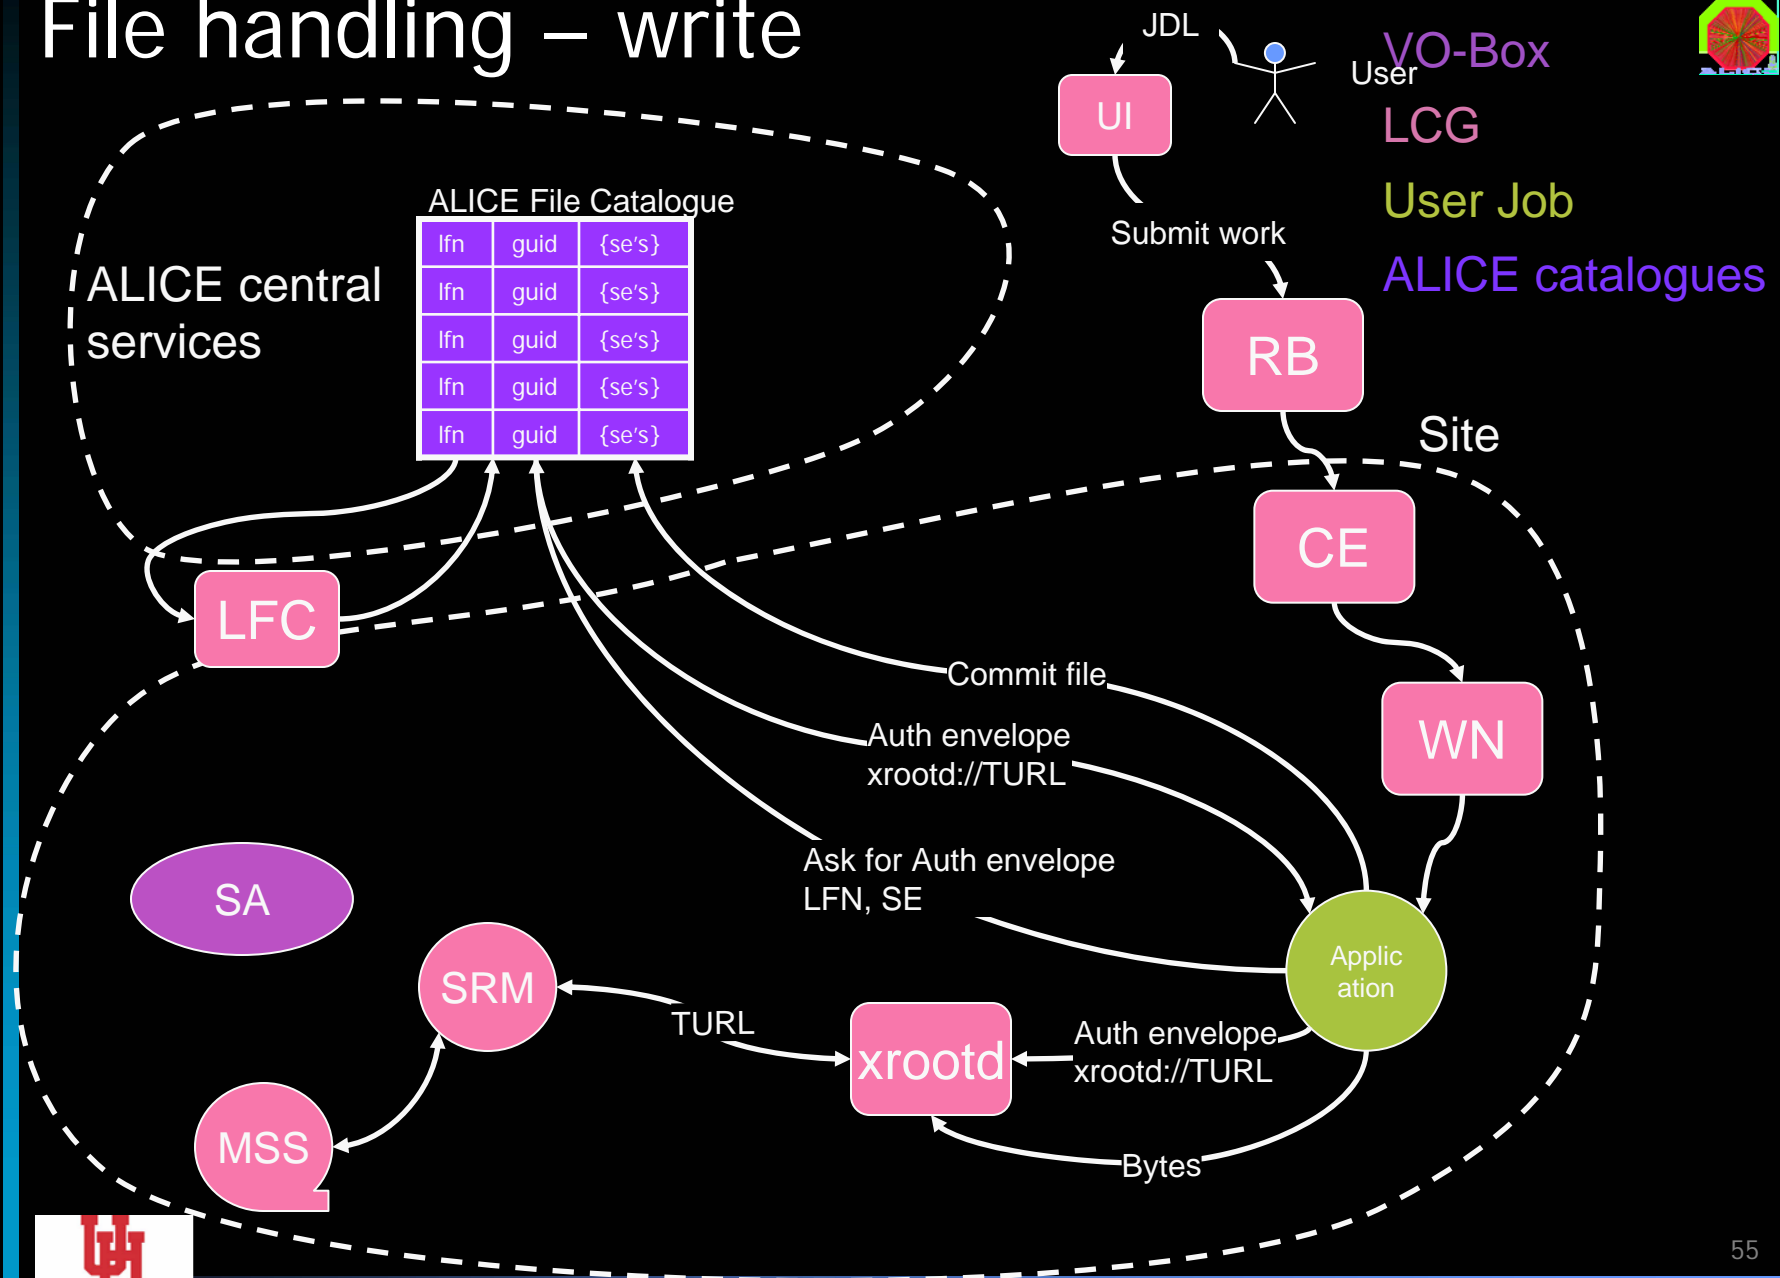 File handling – write
JDL
User
VO-Box
UI
LCG
User Job
ALICE File Catalogue
Submit work
lfn guid {se's}
lfn guid {se's}
lfn guid {se's}
lfn guid {se's}
lfn guid {se's}
ALICE central
services
ALICE catalogues
RB
Site
CE
LFC
Commit file
WN
Auth envelope
xrootd://TURL
Ask for Auth envelope
LFN, SE
SA
Applic
ation
SRM
TURL
xrootd
Auth envelope
xrootd://TURL
MSS
Bytes
55